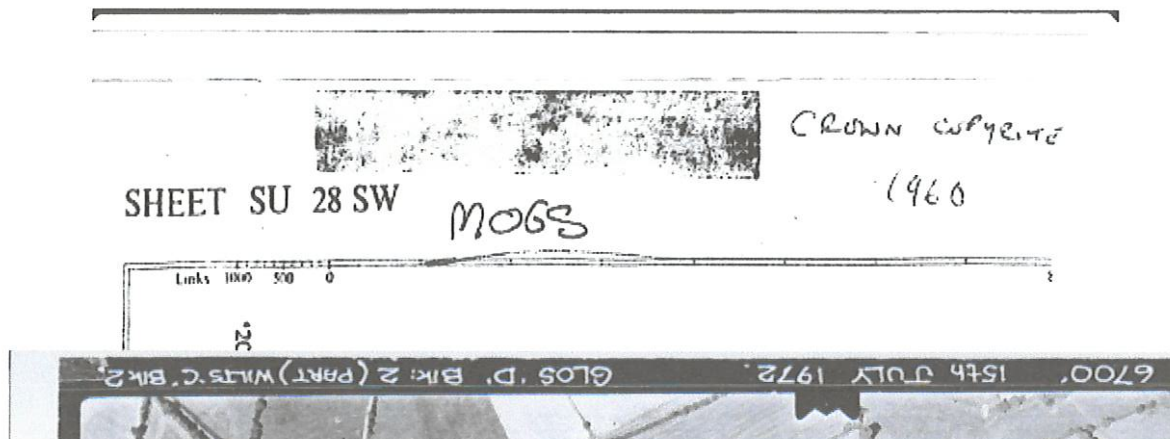 CROWN COPYRITE
1960
SHEET SU 28 SW
MOGS
Links 1000 500 0
6700' 15th JULY 1972. GLOS 'D'. Blk: 2 (PART) WILTS 'C'. Blk 2.